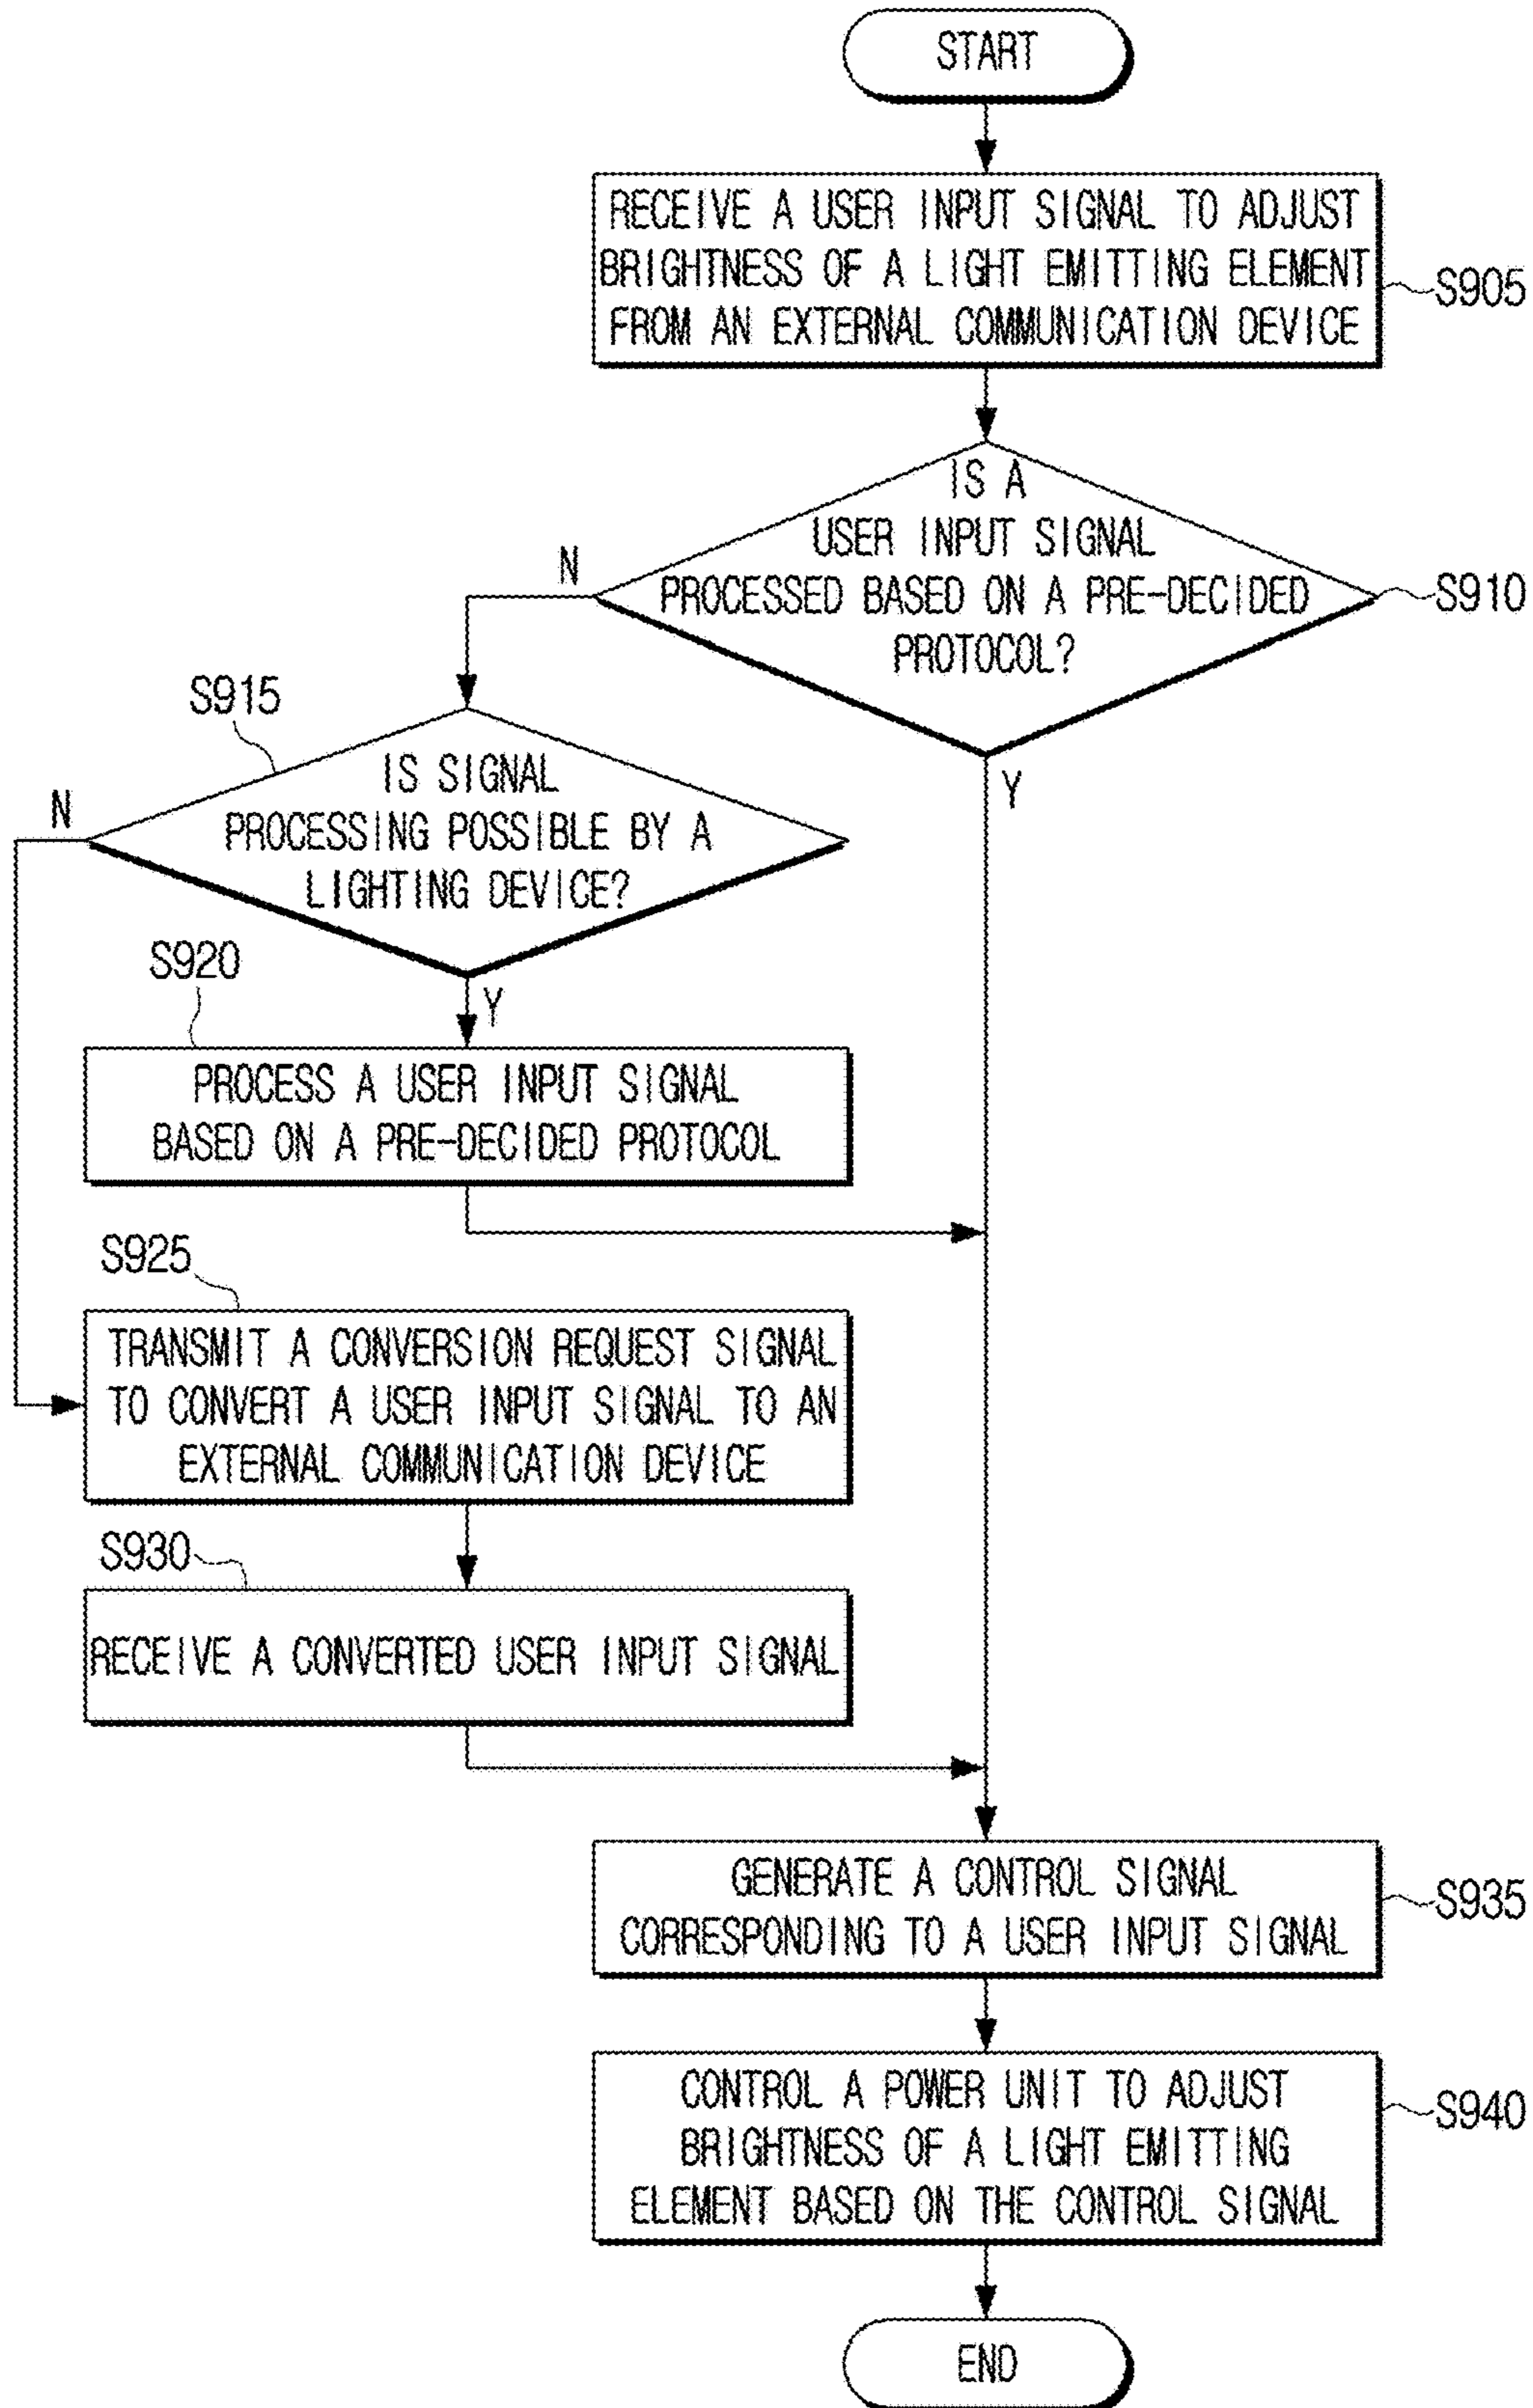 START
RECEIVE A USER INPUT SIGNAL TO ADJUST
BRIGHTNESS OF A LIGHT EMITTING ELEMENT
FROM AN EXTERNAL COMMUNICATION DEVICE
S905
IS A
USER INPUT SIGNAL
PROCESSED BASED ON A PRE-DECIDED
PROTOCOL?
S910
N
Y
S915
IS SIGNAL
PROCESSING POSSIBLE BY A
LIGHTING DEVICE?
N
Y
S920
PROCESS A USER INPUT SIGNAL
BASED ON A PRE-DECIDED PROTOCOL
S925
TRANSMIT A CONVERSION REQUEST SIGNAL
TO CONVERT A USER INPUT SIGNAL TO AN
EXTERNAL COMMUNICATION DEVICE
S930
RECEIVE A CONVERTED USER INPUT SIGNAL
GENERATE A CONTROL SIGNAL
CORRESPONDING TO A USER INPUT SIGNAL
S935
CONTROL A POWER UNIT TO ADJUST
BRIGHTNESS OF A LIGHT EMITTING
ELEMENT BASED ON THE CONTROL SIGNAL
S940
END